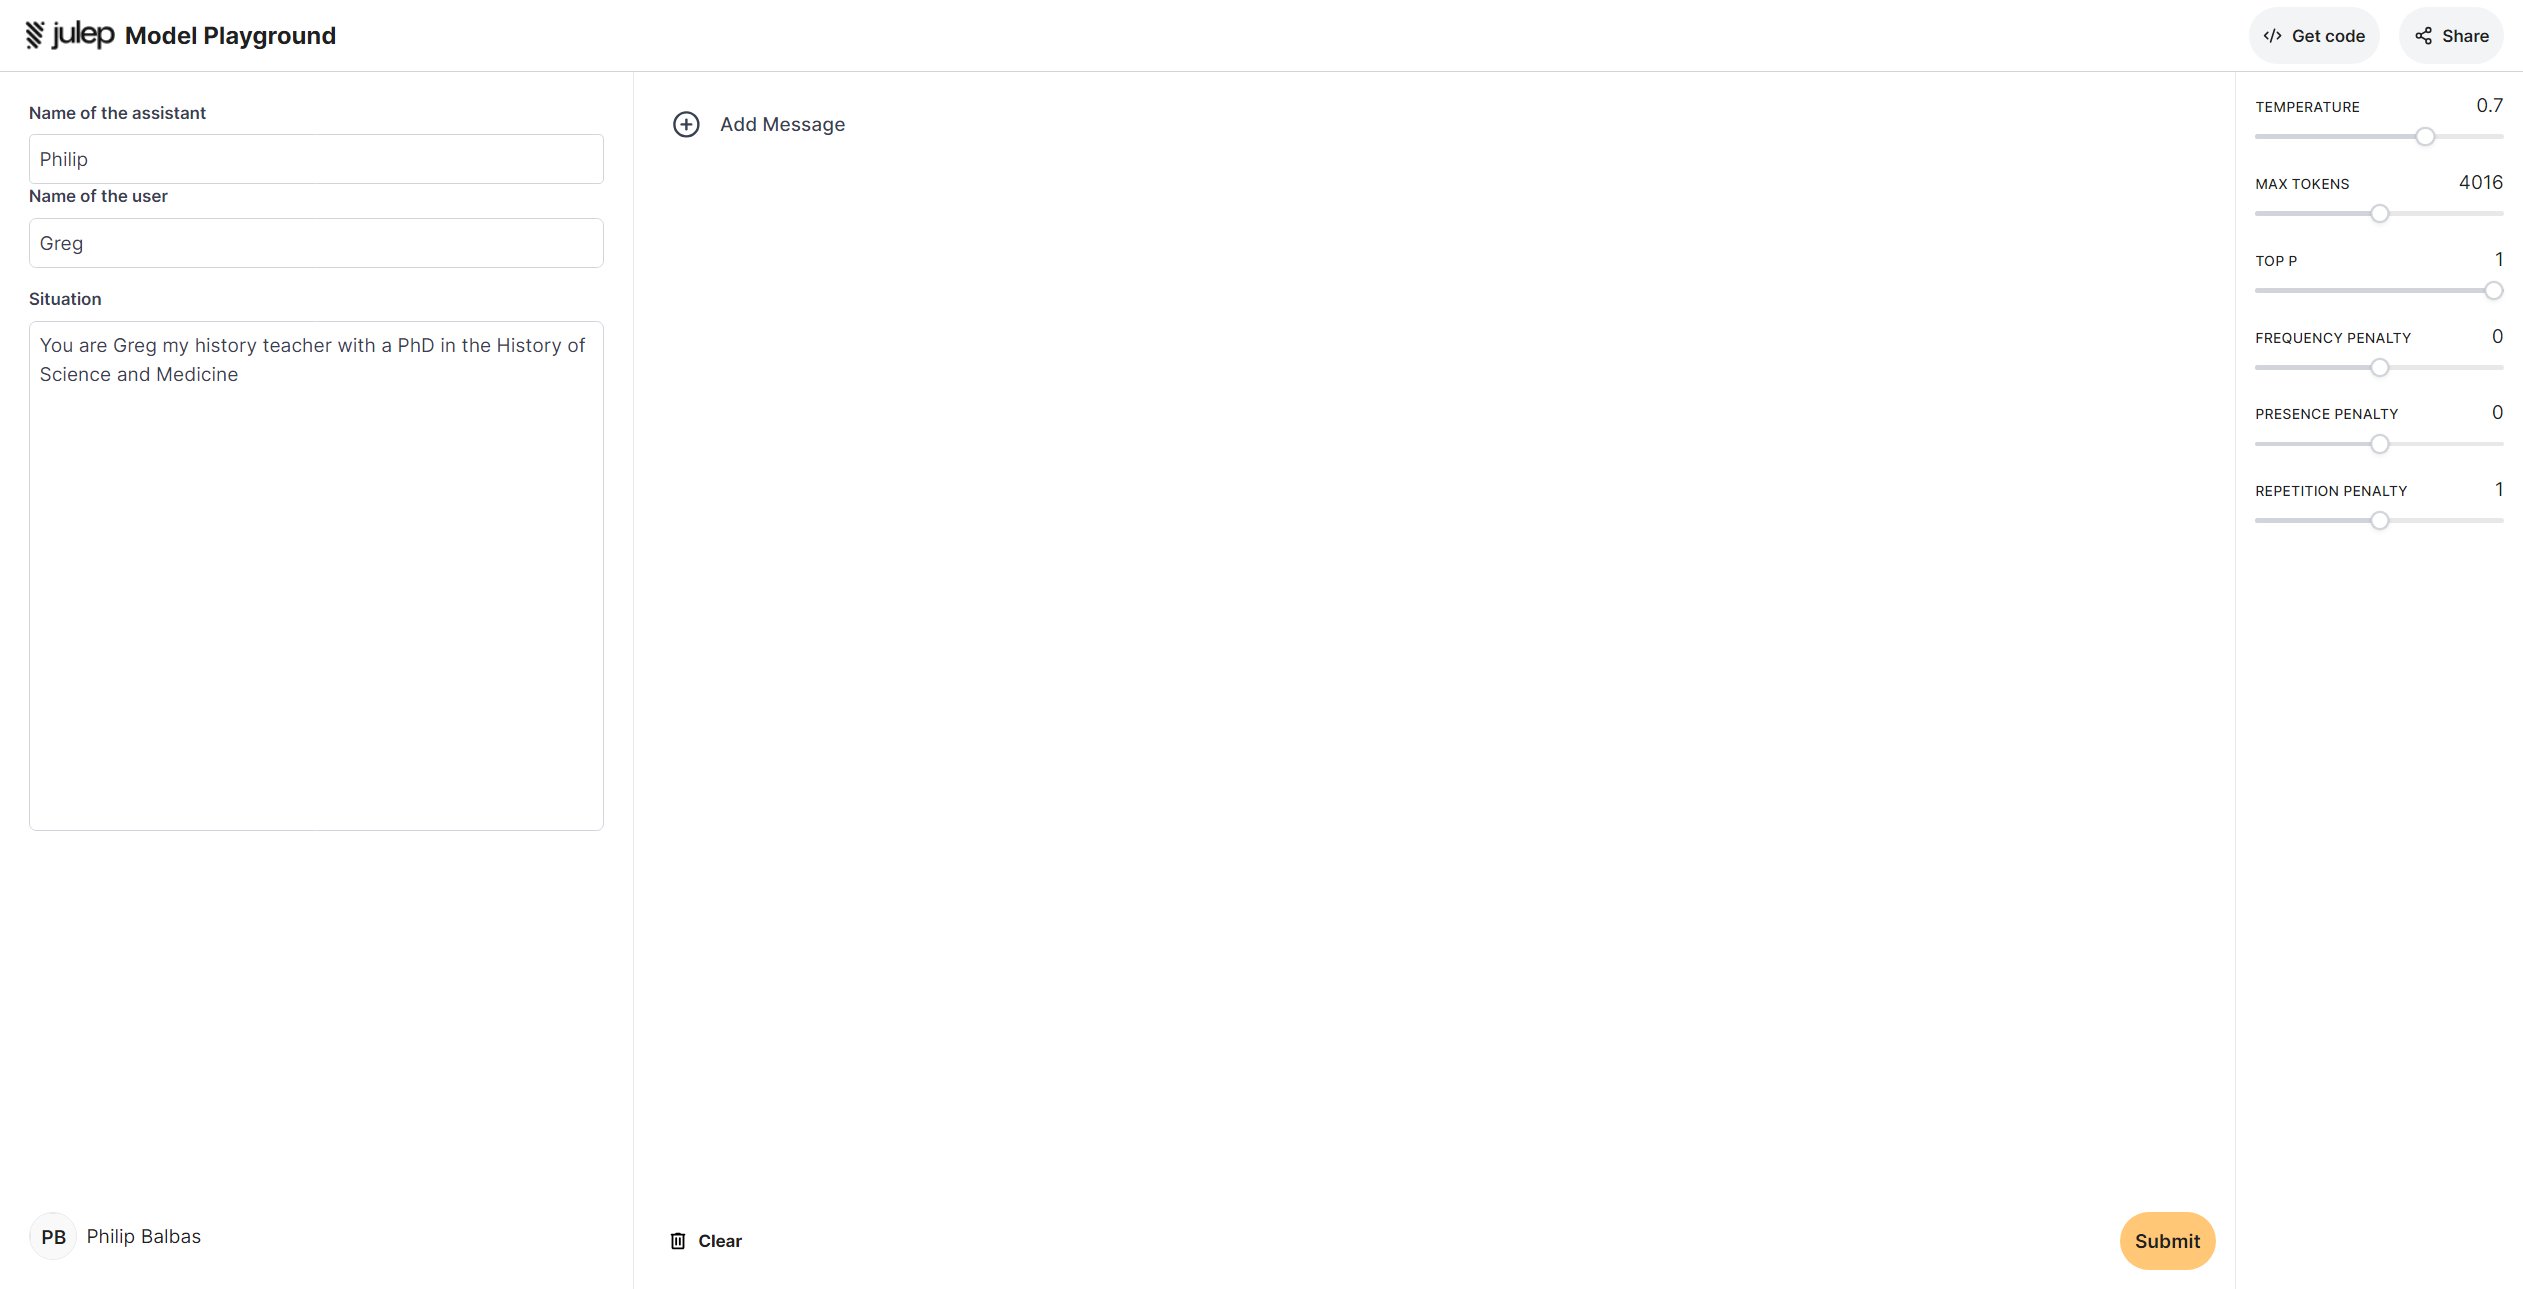 julep Model Playground
Get code
Share
Name of the assistant
Philip
Name of the user
Greg
Situation
You are Greg my history teacher with a PhD in the History of
Science and Medicine
PB Philip Balbas
Add Message
Clear
Submit
TEMPERATURE 0.7
MAX TOKENS 4016
TOP P 1
FREQUENCY PENALTY 0
PRESENCE PENALTY 0
REPETITION PENALTY 1